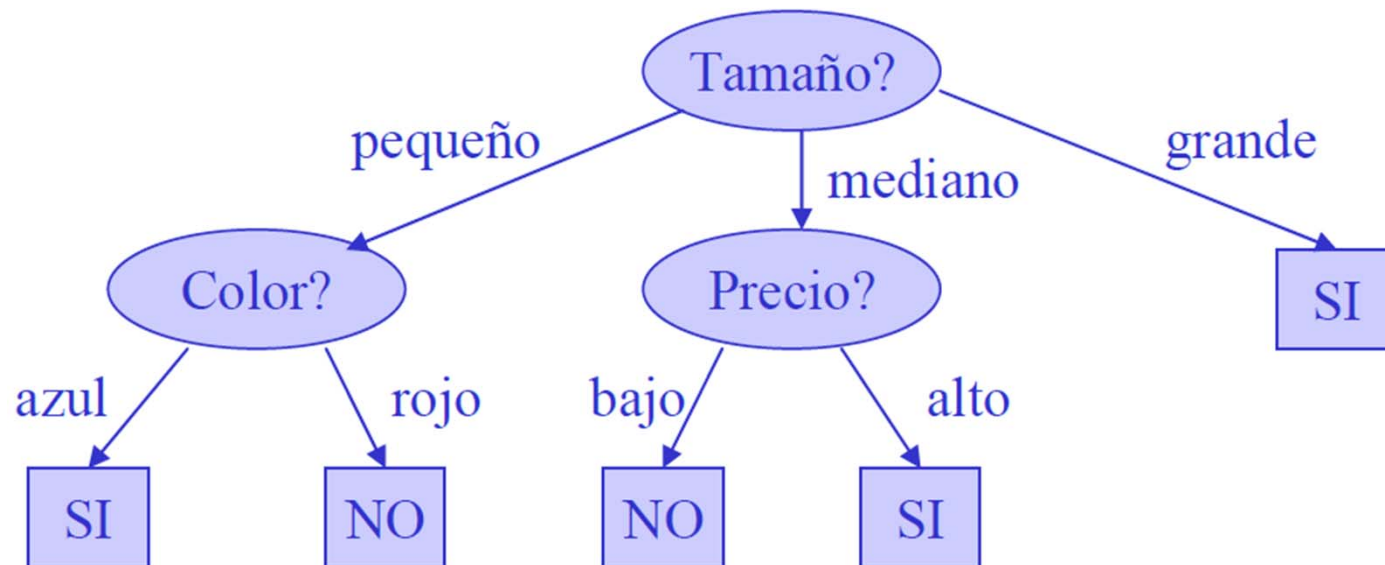 Tamaño?
pequeño
mediano
grande
Color?
Precio?
SI
azul
rojo
bajo
alto
SI
NO
NO
SI